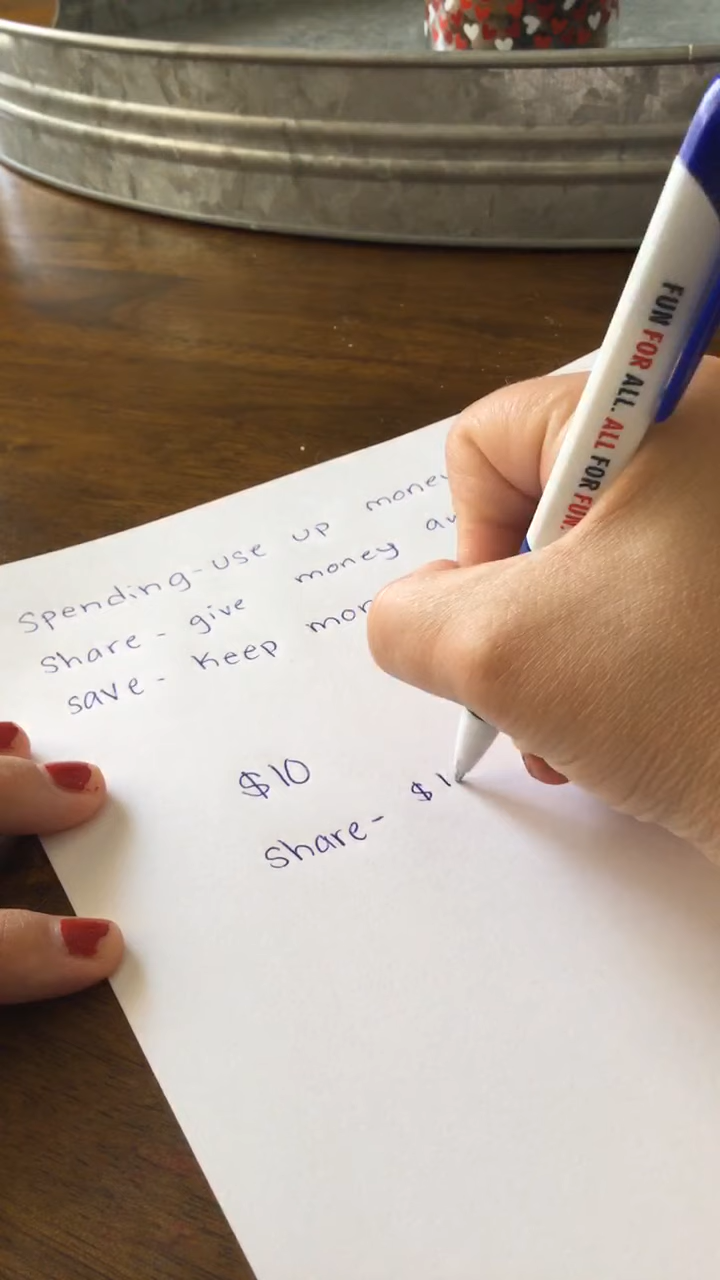 FUN FOR ALL. ALL FOR FUN.
Spending - use up money
share - give money
save - keep
$10
share - $1